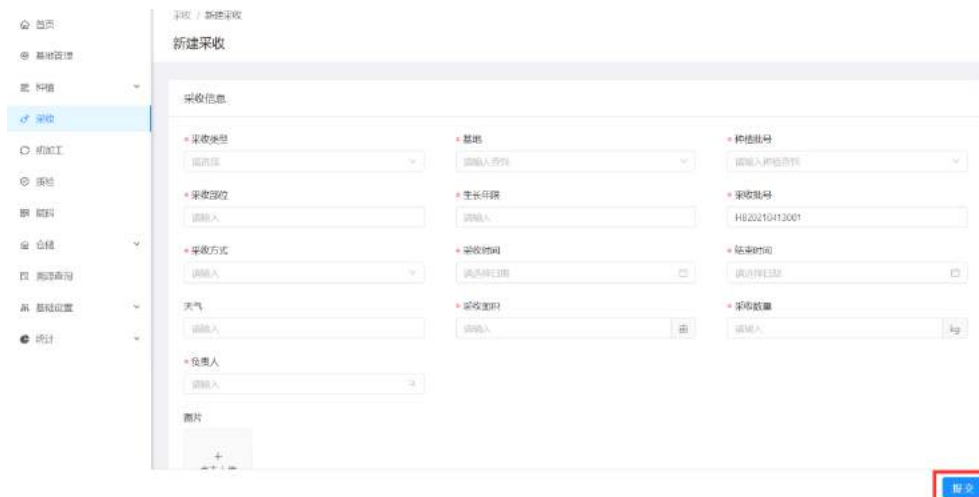 采收 / 新建采收
新建采收
首页
基地管理
种植
采收
初加工
质检
赋码
仓储
溯源查询
基础设置
统计
采收信息
* 采收类型 * 基地 * 种植批号
请选择 请输入查询 请输入种植查询
* 采收部位 * 生长年限 * 采收批号
请输入 请输入 HB20210413001
* 采收方式 * 采收时间 * 结束时间
请输入 请选择日期 请选择日期
天气 * 采收面积 * 采收数量
请输入 请输入 亩 请输入 kg
* 负责人
请输入
图片
+
点击上传
提交